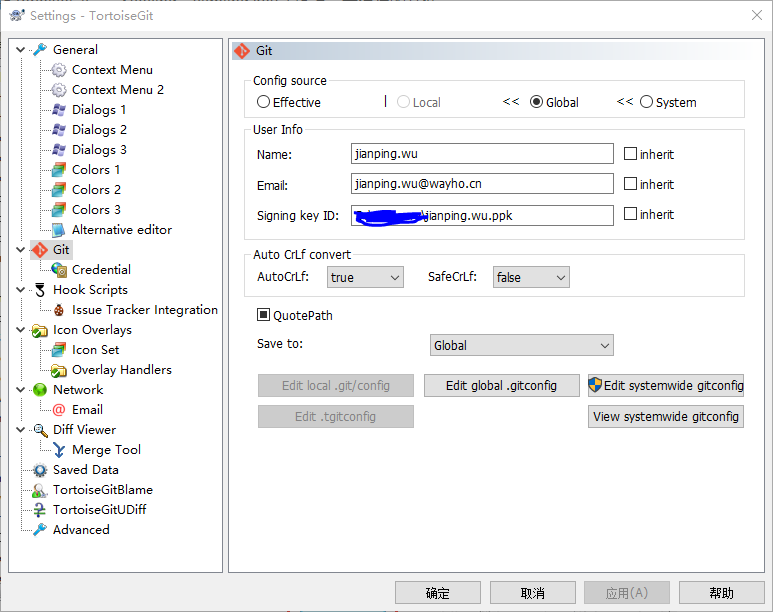 Settings - TortoiseGit
General
Context Menu
Context Menu 2
Dialogs 1
Dialogs 2
Dialogs 3
Colors 1
Colors 2
Colors 3
Alternative editor
Git
Credential
Hook Scripts
Issue Tracker Integration
Icon Overlays
Icon Set
Overlay Handlers
Network
Email
Diff Viewer
Merge Tool
Saved Data
TortoiseGitBlame
TortoiseGitUDiff
Advanced
Git
Config source
Effective | Local << Global << System
User Info
Name: jianping.wu inherit
Email: jianping.wu@wayho.cn inherit
Signing key ID: \jianping.wu.ppk inherit
Auto CrLf convert
AutoCrLf: true SafeCrLf: false
QuotePath
Save to: Global
Edit local .git/config Edit global .gitconfig Edit systemwide gitconfig
Edit .tgitconfig View systemwide gitconfig
确定 取消 应用(A) 帮助